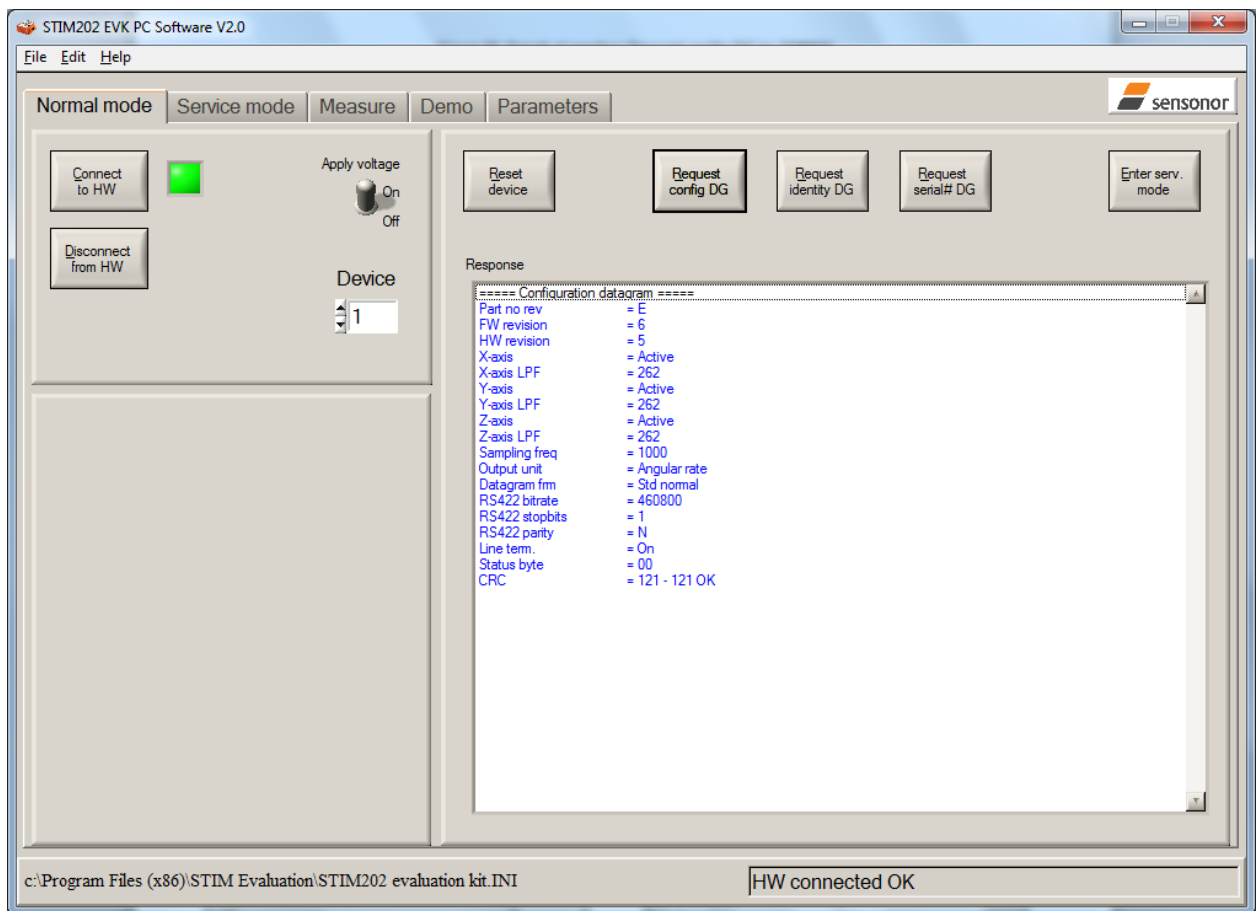 STIM202 EVK PC Software V2.0
File Edit Help
Normal mode Service mode Measure Demo Parameters
sensonor
Connect
to HW
Apply voltage
On
Off
Disconnect
from HW
Device
1
Reset
device
Request
config DG
Request
identity DG
Request
serial# DG
Enter serv.
mode
Response
===== Configuration datagram =====
Part no rev = E
FW revision = 6
HW revision = 5
X-axis = Active
X-axis LPF = 262
Y-axis = Active
Y-axis LPF = 262
Z-axis = Active
Z-axis LPF = 262
Sampling freq = 1000
Output unit = Angular rate
Datagram frm = Std normal
RS422 bitrate = 460800
RS422 stopbits = 1
RS422 parity = N
Line term. = On
Status byte = 00
CRC = 121 - 121 OK
c:\Program Files (x86)\STIM Evaluation\STIM202 evaluation kit.INI
HW connected OK